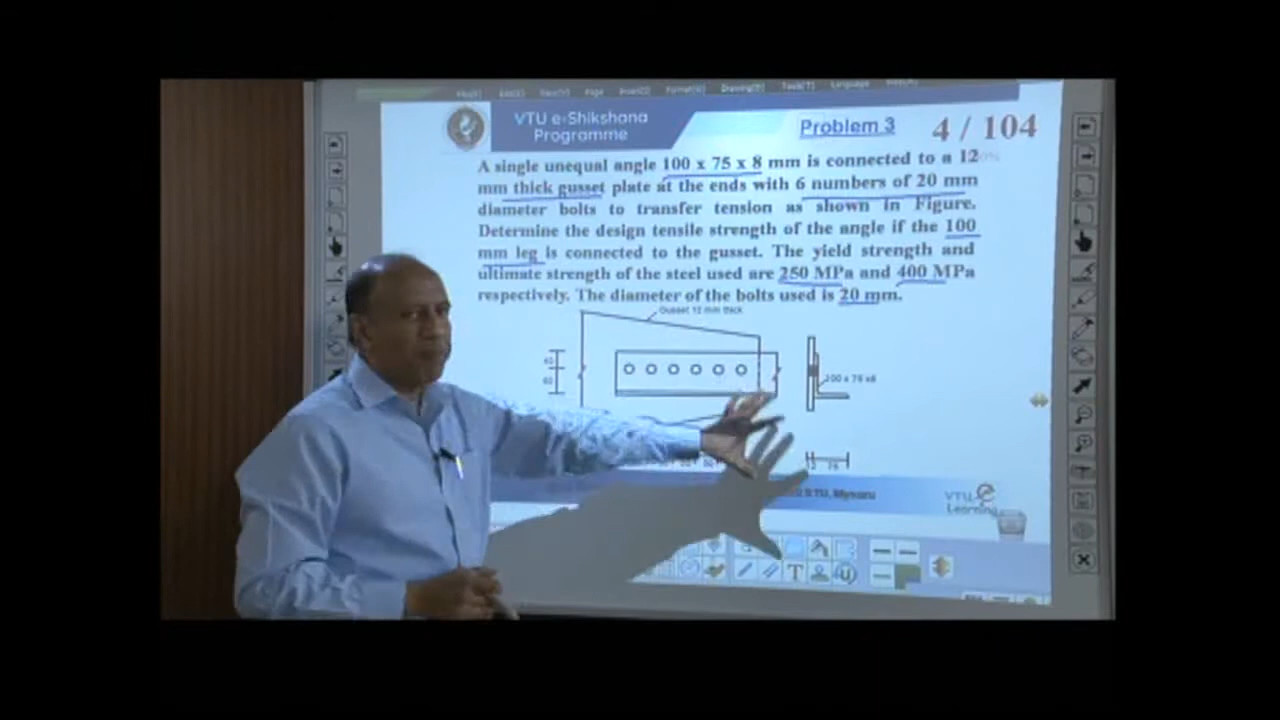 VTU e-Shikshana
Programme
Problem 3
4 / 104
A single unequal angle 100 x 75 x 8 mm is connected to a 12
mm thick gusset plate at the ends with 6 numbers of 20 mm
diameter bolts to transfer tension as shown in Figure.
Determine the design tensile strength of the angle if the 100
mm leg is connected to the gusset. The yield strength and
ultimate strength of the steel used are 250 MPa and 400 MPa
respectively. The diameter of the bolts used is 20 mm.
Gusset 12 mm thick
100 x 75 x8
12
Mysuru
VTU e
Learning